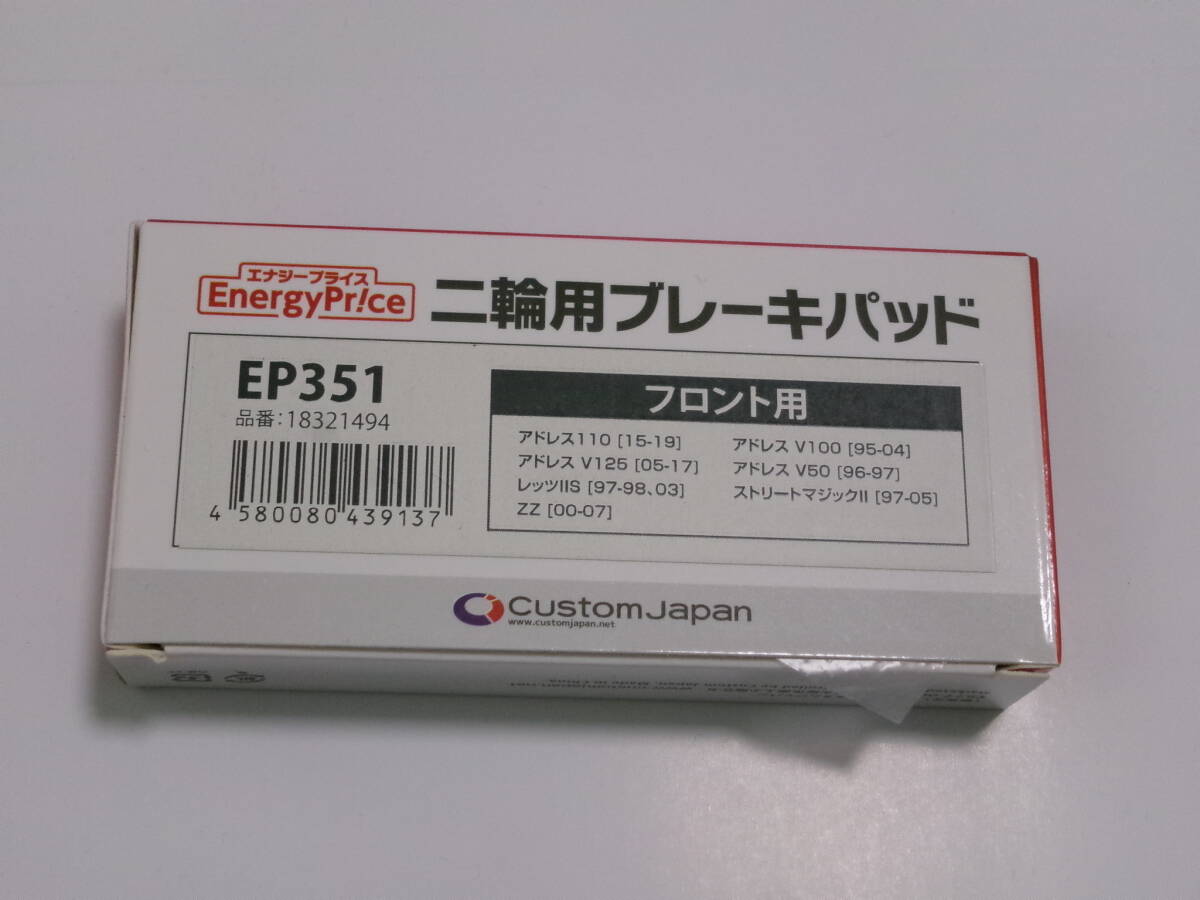 エナジープライス
EnergyPr!ce
二輪用ブレーキパッド
EP351
品番:18321494
4 580080 439137
フロント用
アドレス110 [15-19]
アドレス V125 [05-17]
レッツIIS [97-98、03]
ZZ [00-07]
アドレス V100 [95-04]
アドレス V50 [96-97]
ストリートマジックII [97-05]
CustomJapan
www.customjapan.net